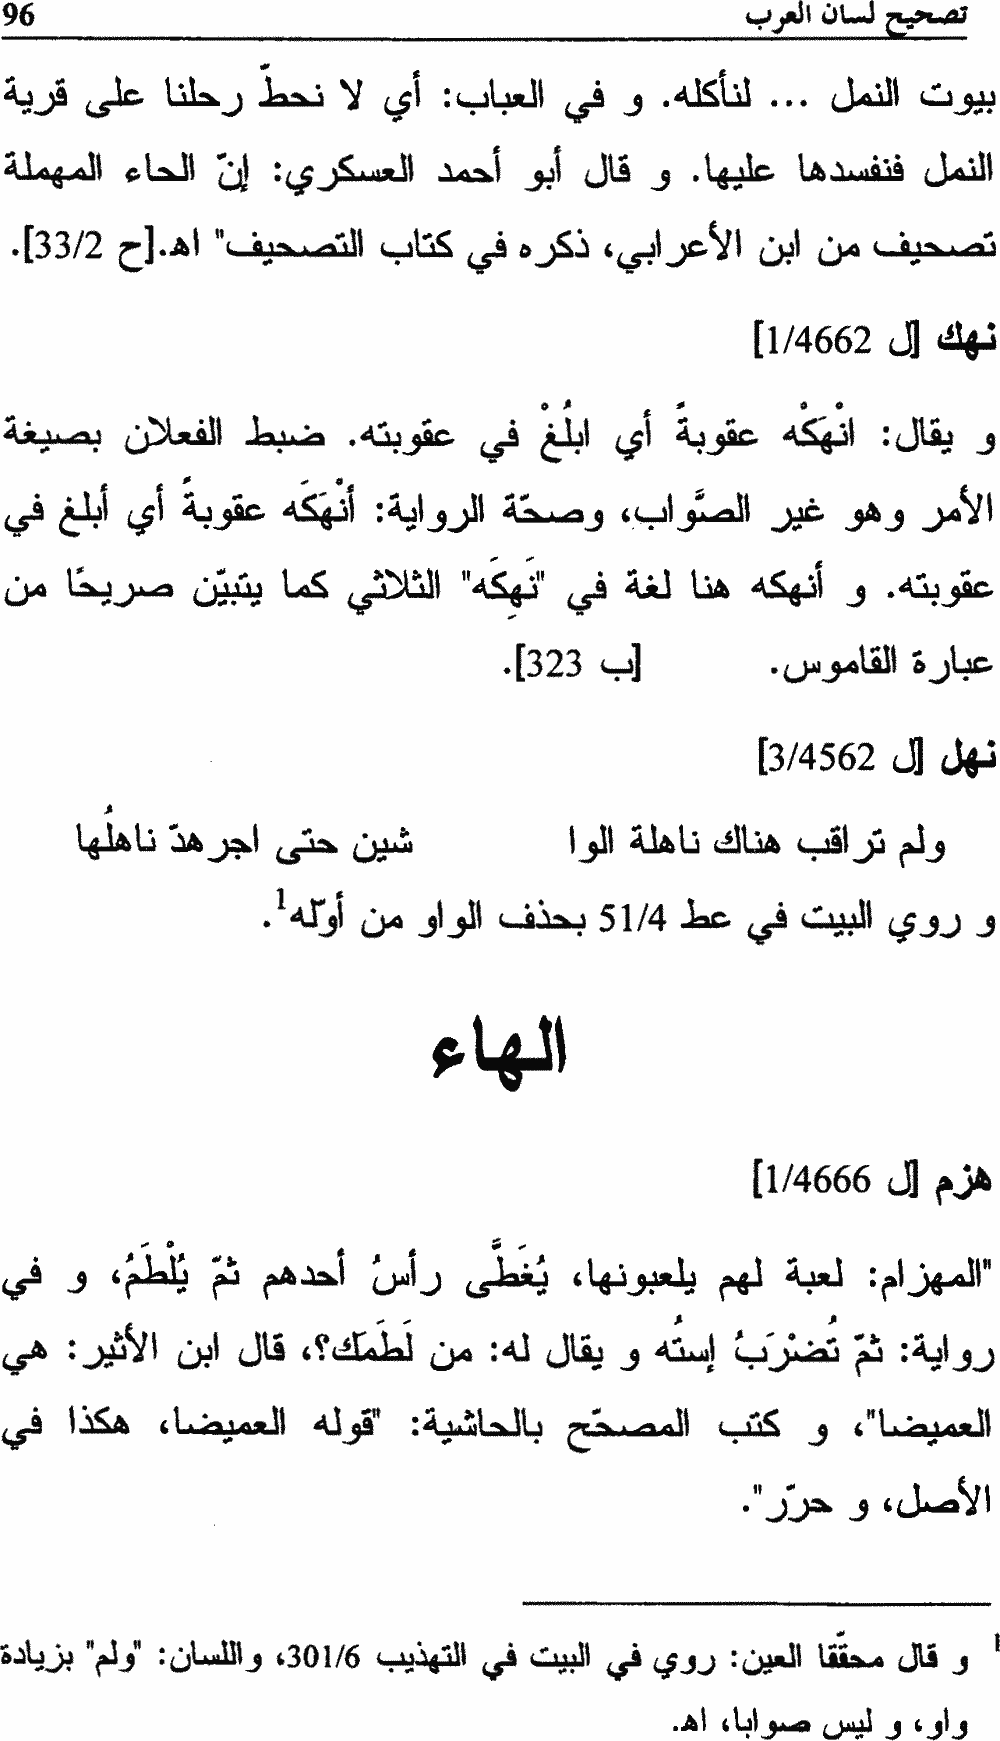 تصحيح لسان العرب 96
بيوت النمل ... لنأكله. و في العباب: أي لا نحطّ رحلنا على قرية
النمل فنفسدها عليها. و قال أبو أحمد العسكري: إنّ الحاء المهملة
تصحيف من ابن الأعرابي، ذكره في كتاب التصحيف" اهـ.[ح 33/2].
نهك [ل 1/4662]
و يقال: انْهَكْه عقوبةً أي ابلُغْ في عقوبته. ضبط الفعلان بصيغة
الأمر وهو غير الصَّواب، وصحّة الرواية: أنْهَكَه عقوبةً أي أبلغ في
عقوبته. و أنهكه هنا لغة في "نَهِكَه" الثلاثي كما يتبيّن صريحًا من
عبارة القاموس. [ب 323].
نهل [ل 3/4562]
ولم تراقب هناك ناهلة الوا شين حتى اجرهدّ ناهلُها
و روي البيت في عط 51/4 بحذف الواو من أوّله1.
الهاء
هزم [ل 1/4666]
"المهزام: لعبة لهم يلعبونها، يُغَطَّى رأسُ أحدهم ثمّ يُلْطَمُ، و في
رواية: ثمّ تُضْرَبُ إستُه و يقال له: من لَطَمَك؟، قال ابن الأثير: هي
العميضا"، و كتب المصحّح بالحاشية: "قوله العميضا، هكذا في
الأصل، و حرّر".
1 و قال محقّقا العين: روي في البيت في التهذيب 301/6، واللسان: "ولم" بزيادة
واو، و ليس صوابا، اهـ.